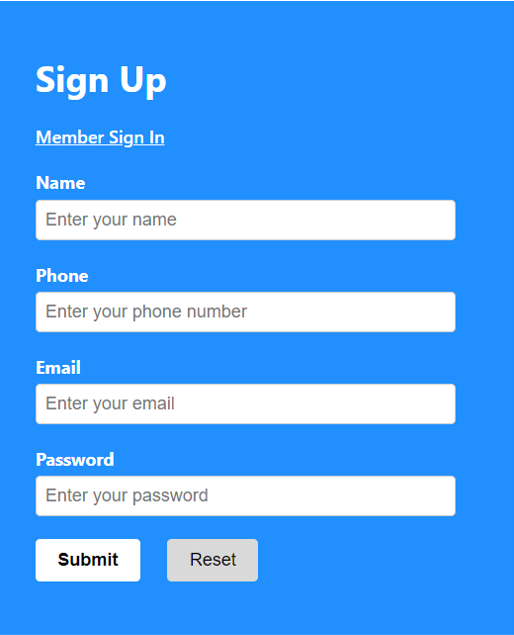 Sign Up
Member Sign In
Name
Enter your name
Phone
Enter your phone number
Email
Enter your email
Password
Enter your password
Submit Reset